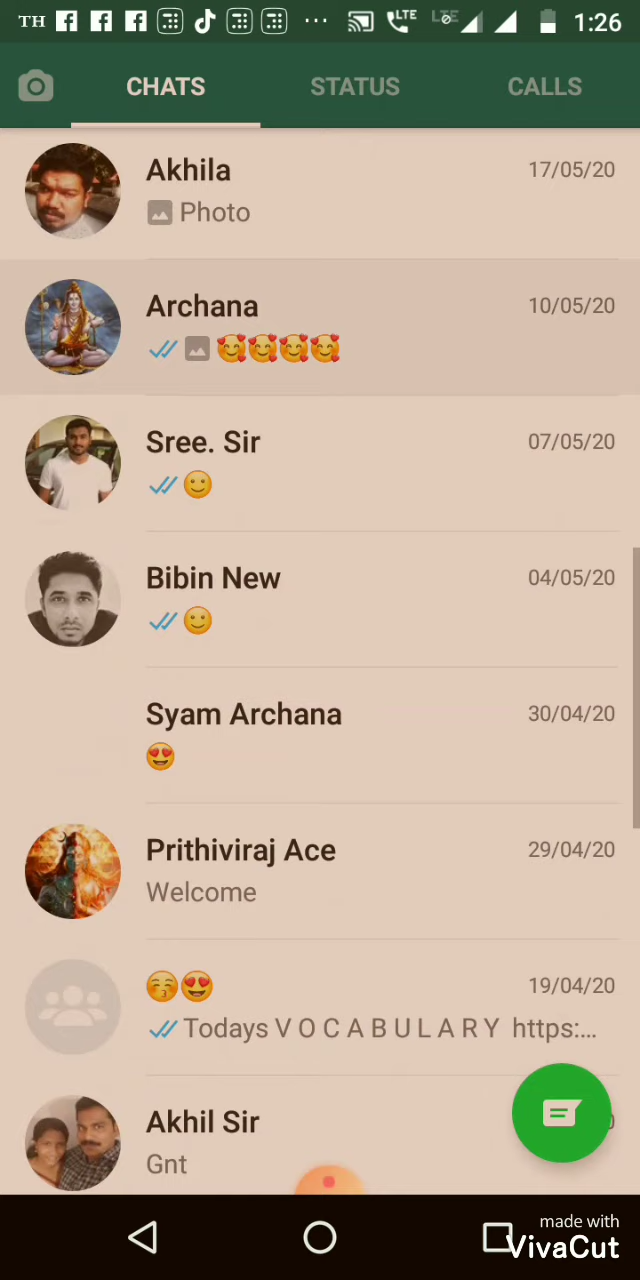 TH LTE LTE 1:26
CHATS STATUS CALLS
Akhila 17/05/20
Photo
Archana 10/05/20
🥰🥰🥰🥰
Sree. Sir 07/05/20
🙂
Bibin New 04/05/20
🙂
Syam Archana 30/04/20
😍
Prithiviraj Ace 29/04/20
Welcome
😚😍 19/04/20
Todays V O C A B U L A R Y https:...
Akhil Sir
Gnt
made with
VivaCut